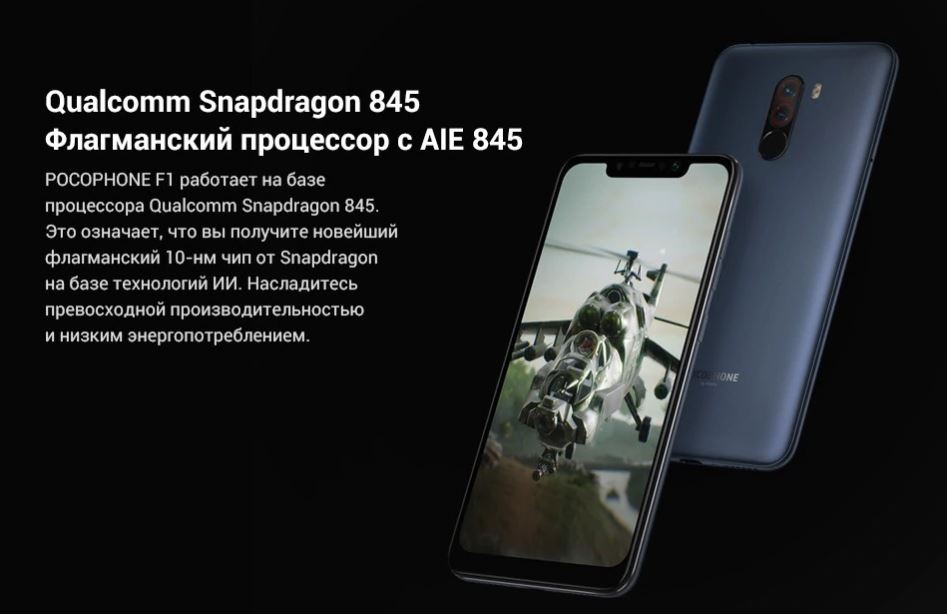 Qualcomm Snapdragon 845
Флагманский процессор с AIE 845
POCOPHONE F1 работает на базе
процессора Qualcomm Snapdragon 845.
Это означает, что вы получите новейший
флагманский 10-нм чип от Snapdragon
на базе технологий ИИ. Насладитесь
превосходной производительностью
и низким энергопотреблением.